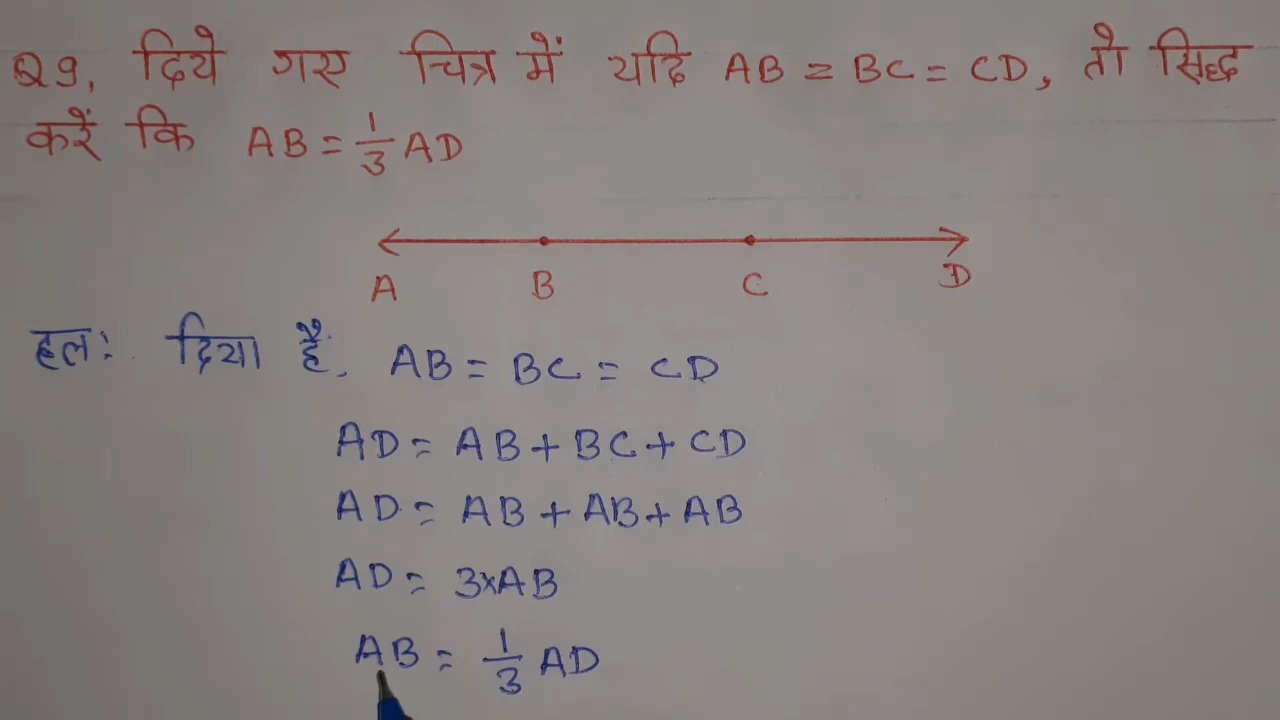 Q9. दिये गए चित्र में यदि AB = BC = CD, तो सिद्ध
करें कि AB = 1/3 AD
A B C D
हल: दिया है. AB = BC = CD
AD = AB + BC + CD
AD = AB + AB + AB
AD = 3×AB
AB = 1/3 AD